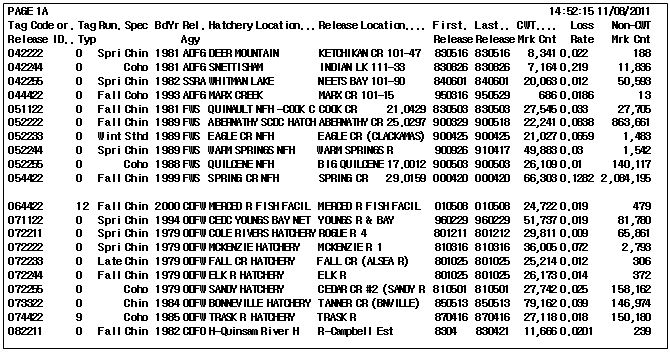 PAGE 1A 14:52:15 11/08/2011
Tag Code or. Tag Run. Spec BdYr Rel. Hatchery Location.... Release Location..... First. Last.. CWT.... Loss Non-CWT
Release ID.. Typ Agy Release Release Mrk Cnt Rate Mrk Cnt
042222 0 Spri Chin 1981 ADFG DEER MOUNTAIN KETCHIKAN CR 101-47 830516 830516 8,341 0.022 188
042244 0 Coho 1981 ADFG SNETTISHAM INDIAN LK 111-33 830826 830826 7,164 0.219 11,836
042255 0 Spri Chin 1982 SSRA WHITMAN LAKE NEETS BAY 101-90 840601 840601 20,063 0.012 50,593
044422 0 Fall Coho 1993 ADFG MARX CREEK MARX CR 101-15 950316 950529 686 0.0186 13
051122 0 Fall Chin 1981 FWS QUINAULT NFH -COOK C COOK CR 21.0429 830503 830503 27,545 0.033 27,705
052222 0 Fall Chin 1989 FWS ABERNATHY SCDC HATCH ABERNATHY CR 25.0297 900329 900518 22,241 0.0838 863,661
052233 0 Wint Sthd 1989 FWS EAGLE CR NFH EAGLE CR (CLACKAMAS) 900425 900425 21,027 0.0659 1,483
052244 0 Spri Chin 1989 FWS WARM SPRINGS NFH WARM SPRINGS R 900926 910417 49,883 0.03 1,542
052255 0 Coho 1988 FWS QUILCENE NFH BIG QUILCENE 17.0012 900503 900503 26,109 0.01 140,117
054422 0 Fall Chin 1999 FWS SPRING CR NFH SPRING CR 29.0159 000420 000420 66,303 0.1282 2,084,195
064422 12 Fall Chin 2000 CDFW MERCED R FISH FACIL MERCED R FISH FACIL 010508 010508 24,722 0.019 479
071122 0 Spri Chin 1994 ODFW CEDC YOUNGS BAY NET YOUNGS R & BAY 960229 960229 51,737 0.019 81,780
072211 0 Spri Chin 1979 ODFW COLE RIVERS HATCHERY ROGUE R 4 801211 801212 29,811 0.009 65,861
072222 0 Spri Chin 1979 ODFW MCKENZIE HATCHERY MCKENZIE R 1 810316 810316 36,005 0.072 2,793
072233 0 Late Chin 1979 ODFW FALL CR HATCHERY FALL CR (ALSEA R) 801025 801025 25,214 0.012 306
072244 0 Fall Chin 1979 ODFW ELK R HATCHERY ELK R 801025 801025 26,173 0.014 372
072255 0 Coho 1979 ODFW SANDY HATCHERY CEDAR CR #2 (SANDY R 810501 810501 27,742 0.025 158,162
073322 0 Chin 1984 ODFW BONNEVILLE HATCHERY TANNER CR (BNVILLE) 850513 850513 79,162 0.039 146,974
074422 9 Coho 1985 ODFW TRASK R HATCHERY TRASK R 870416 870416 27,118 0.018 150,180
082211 0 Fall Chin 1982 CDFO H-Quinsam River H R-Campbell Est 8304 830421 11,666 0.0201 239